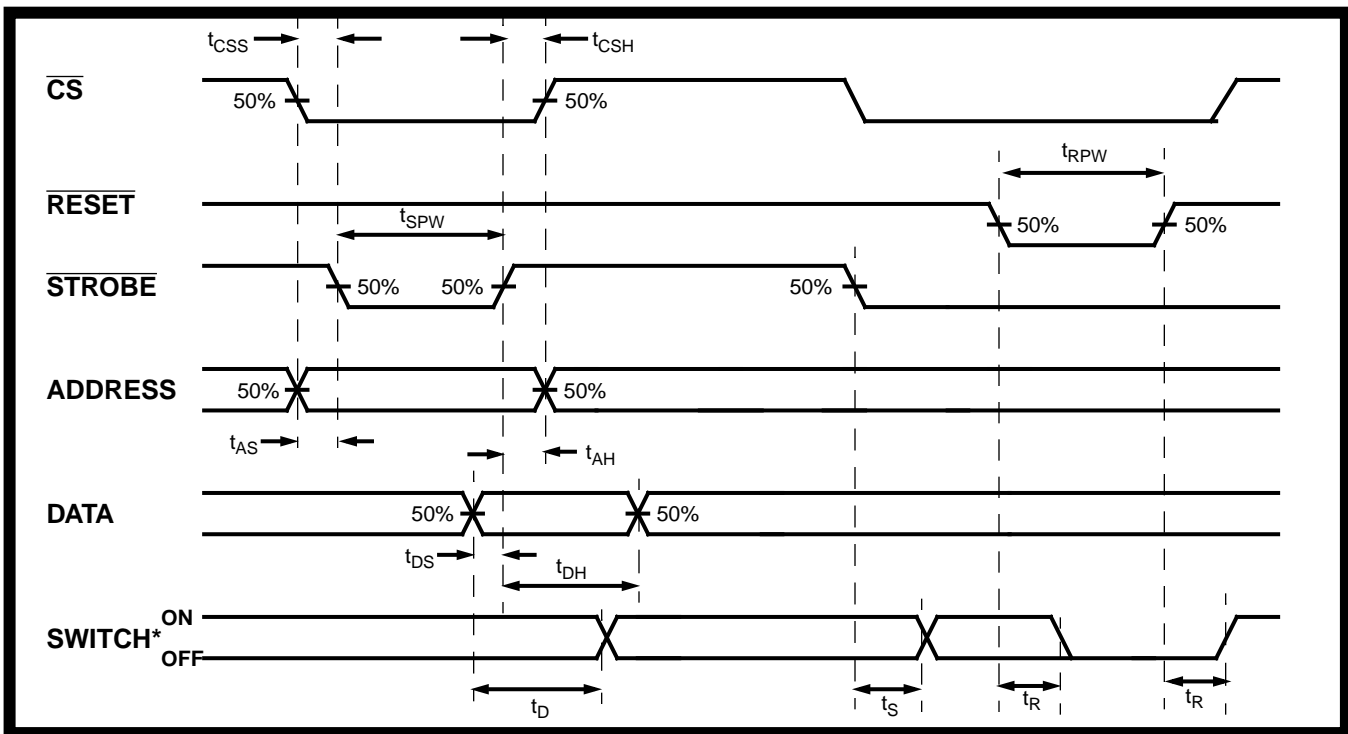 tCSS
tCSH
CS
50%
50%
tRPW
RESET
tSPW
50%
50%
STROBE
50%
50%
50%
ADDRESS
50%
50%
tAS
tAH
DATA
50%
50%
tDS
tDH
SWITCH*
ON
OFF
tD
tS
tR
tR